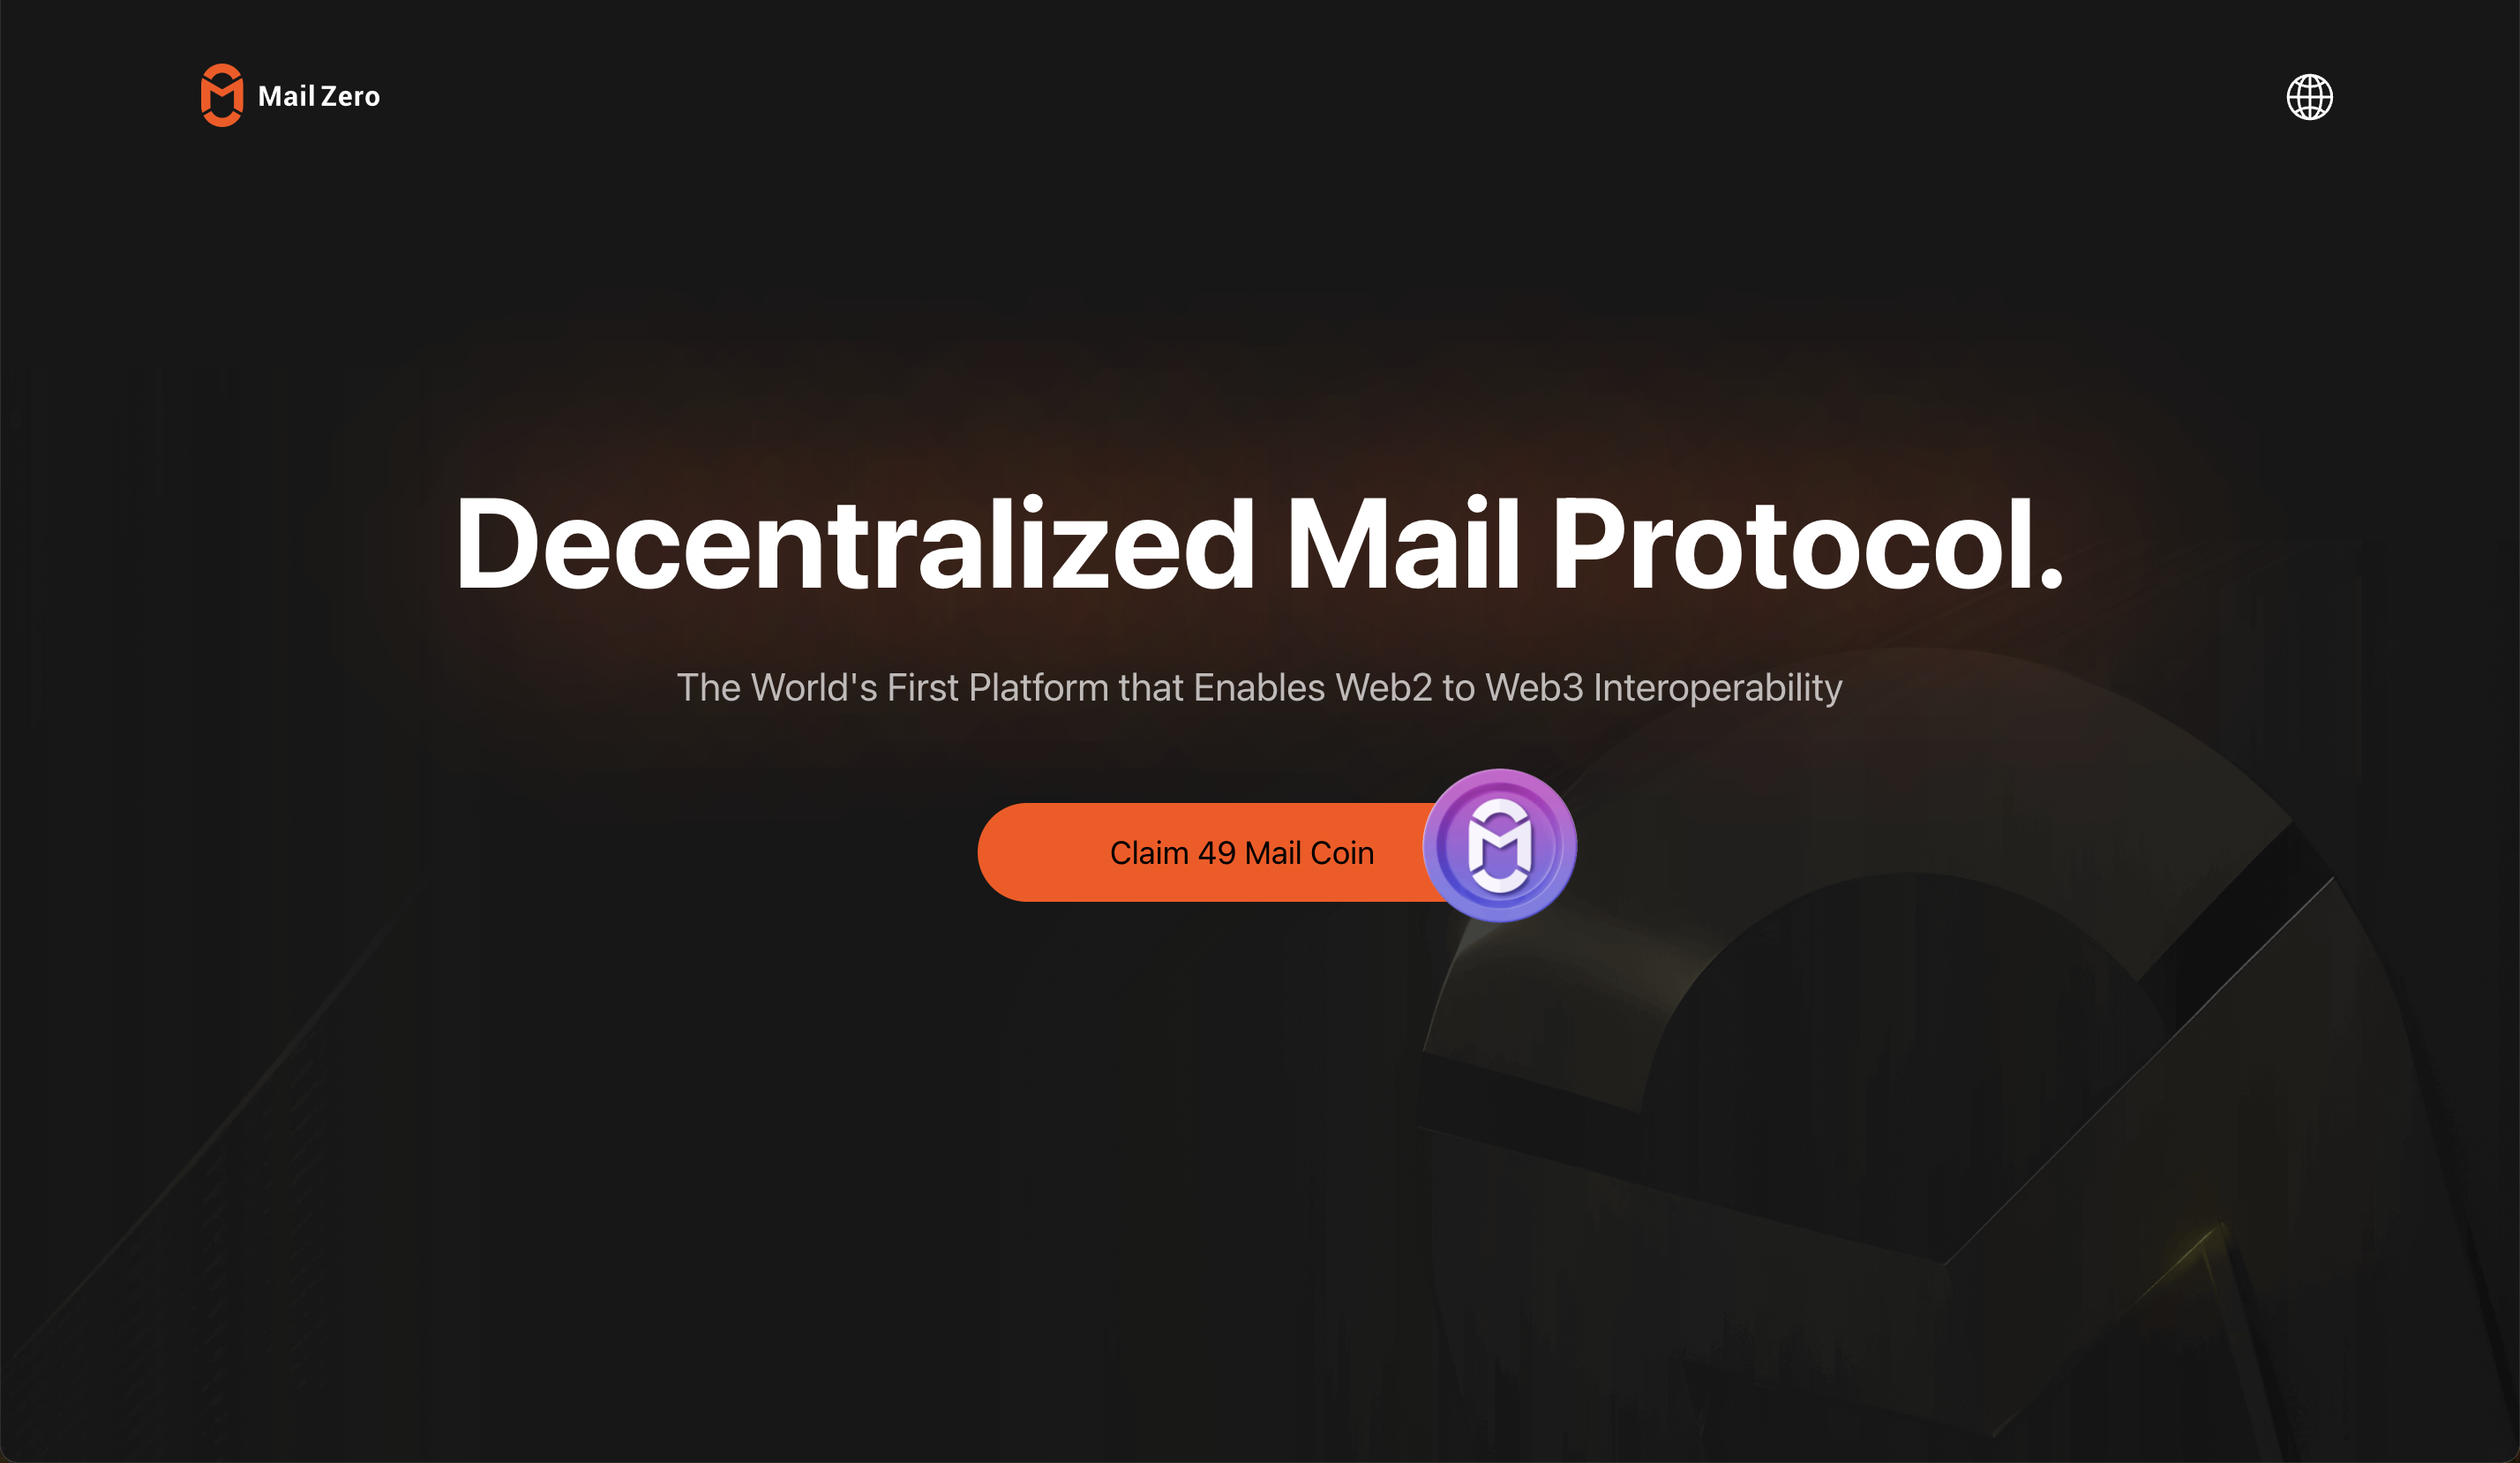 Mail Zero
Decentralized Mail Protocol.
The World's First Platform that Enables Web2 to Web3 Interoperability
Claim 49 Mail Coin